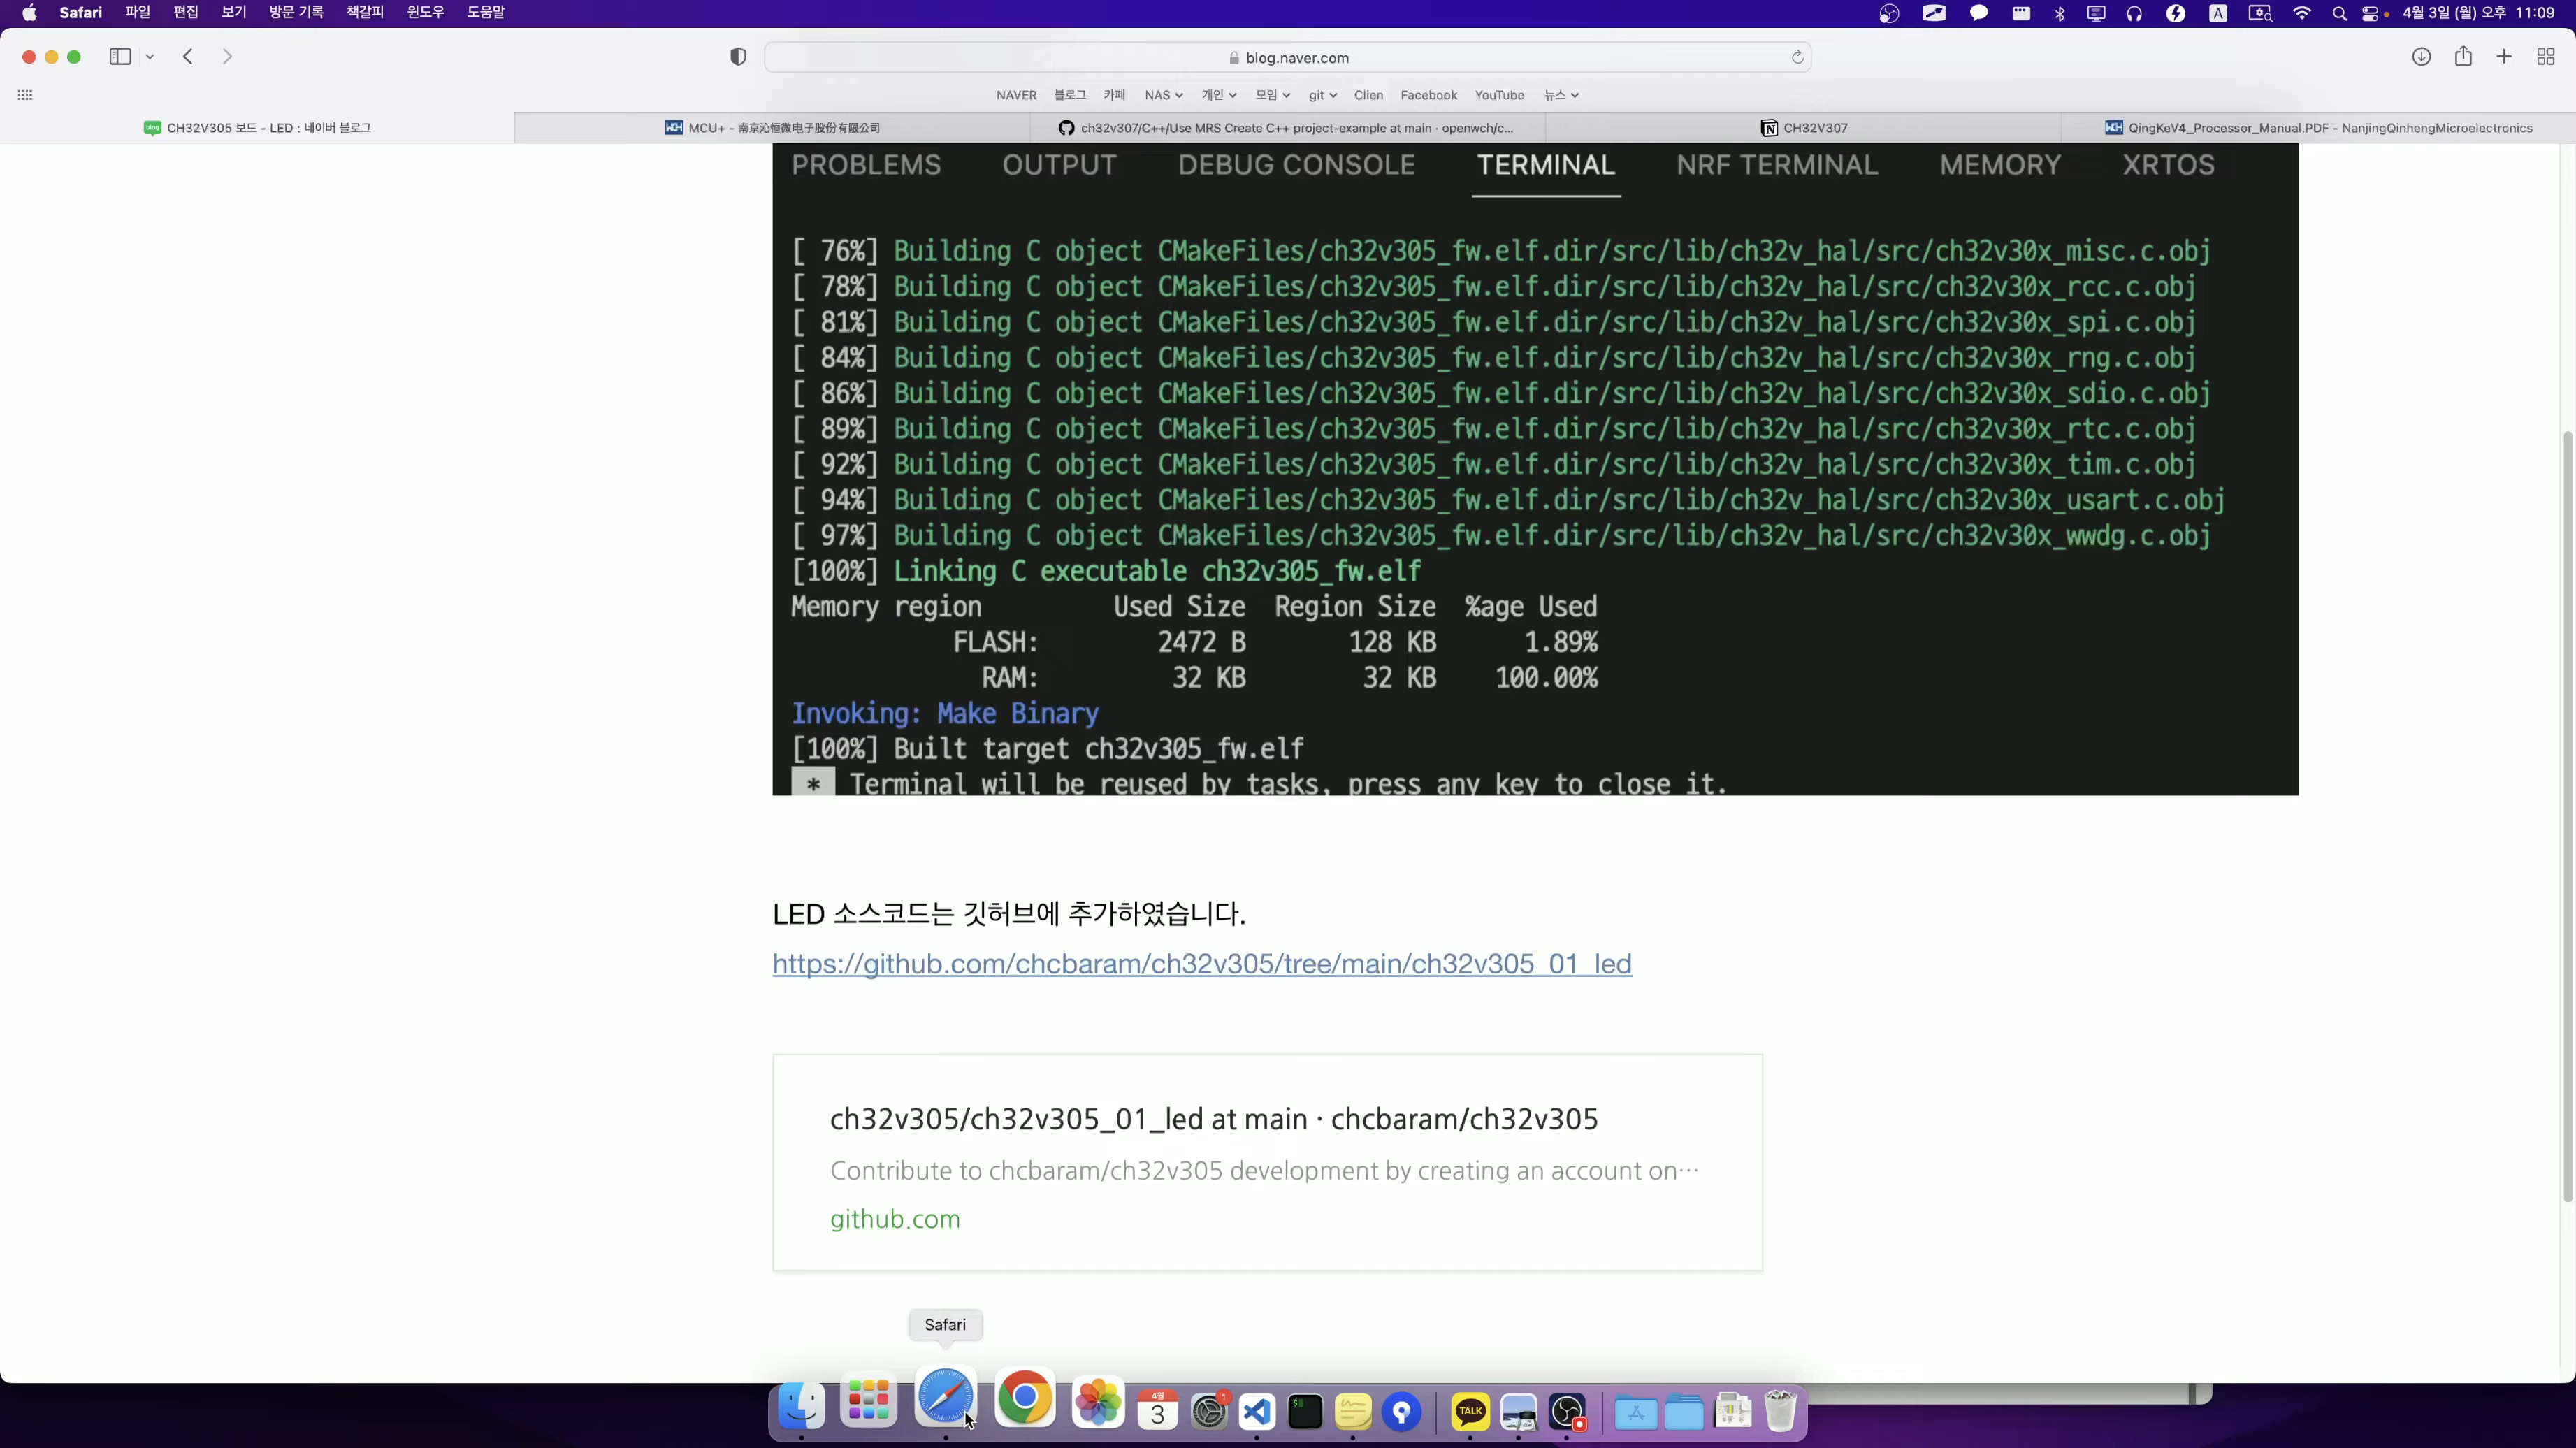 Safari 파일 편집 보기 방문 기록 책갈피 윈도우 도움말
A
4월 3일 (월) 오후 11:09
blog.naver.com
NAVER 블로그 카페 NAS 개인 모임 git Clien Facebook YouTube 뉴스
blog CH32V305 보드 - LED : 네이버 블로그
WCH MCU+ - 南京沁恒微电子股份有限公司
ch32v307/C++/Use MRS Create C++ project-example at main · openwch/c...
CH32V307
WCH QingKeV4_Processor_Manual.PDF - NanjingQinhengMicroelectronics
PROBLEMS OUTPUT DEBUG CONSOLE TERMINAL NRF TERMINAL MEMORY XRTOS
[ 76%] Building C object CMakeFiles/ch32v305_fw.elf.dir/src/lib/ch32v_hal/src/ch32v30x_misc.c.obj
[ 78%] Building C object CMakeFiles/ch32v305_fw.elf.dir/src/lib/ch32v_hal/src/ch32v30x_rcc.c.obj
[ 81%] Building C object CMakeFiles/ch32v305_fw.elf.dir/src/lib/ch32v_hal/src/ch32v30x_spi.c.obj
[ 84%] Building C object CMakeFiles/ch32v305_fw.elf.dir/src/lib/ch32v_hal/src/ch32v30x_rng.c.obj
[ 86%] Building C object CMakeFiles/ch32v305_fw.elf.dir/src/lib/ch32v_hal/src/ch32v30x_sdio.c.obj
[ 89%] Building C object CMakeFiles/ch32v305_fw.elf.dir/src/lib/ch32v_hal/src/ch32v30x_rtc.c.obj
[ 92%] Building C object CMakeFiles/ch32v305_fw.elf.dir/src/lib/ch32v_hal/src/ch32v30x_tim.c.obj
[ 94%] Building C object CMakeFiles/ch32v305_fw.elf.dir/src/lib/ch32v_hal/src/ch32v30x_usart.c.obj
[ 97%] Building C object CMakeFiles/ch32v305_fw.elf.dir/src/lib/ch32v_hal/src/ch32v30x_wwdg.c.obj
[100%] Linking C executable ch32v305_fw.elf
Memory region Used Size Region Size %age Used
FLASH: 2472 B 128 KB 1.89%
RAM: 32 KB 32 KB 100.00%
Invoking: Make Binary
[100%] Built target ch32v305_fw.elf
* Terminal will be reused by tasks, press any key to close it.
LED 소스코드는 깃허브에 추가하였습니다.
https://github.com/chcbaram/ch32v305/tree/main/ch32v305_01_led
ch32v305/ch32v305_01_led at main · chcbaram/ch32v305
Contribute to chcbaram/ch32v305 development by creating an account on···
github.com
Safari
4월
3
1
$
TALK